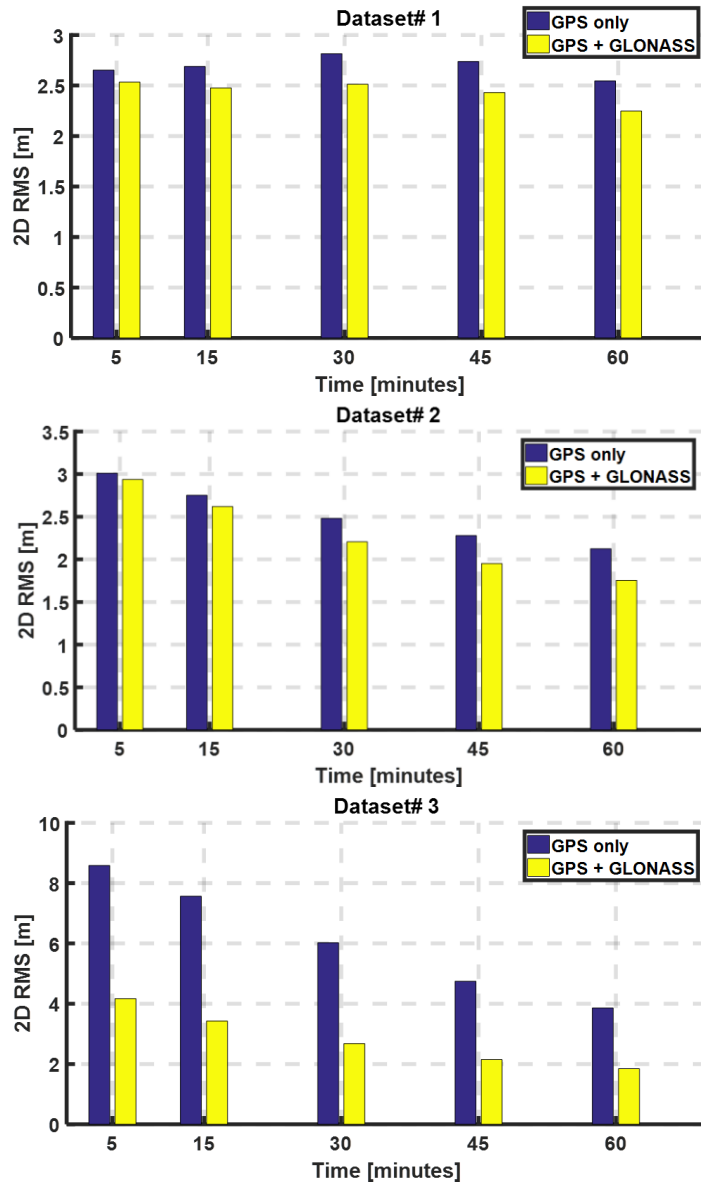 Dataset# 1
GPS only
GPS + GLONASS
3
2.5
2
1.5
1
0.5
0
2D RMS [m]
5 15 30 45 60
Time [minutes]
Dataset# 2
GPS only
GPS + GLONASS
3.5
3
2.5
2
1.5
1
0.5
0
2D RMS [m]
5 15 30 45 60
Time [minutes]
Dataset# 3
GPS only
GPS + GLONASS
10
8
6
4
2
0
2D RMS [m]
5 15 30 45 60
Time [minutes]